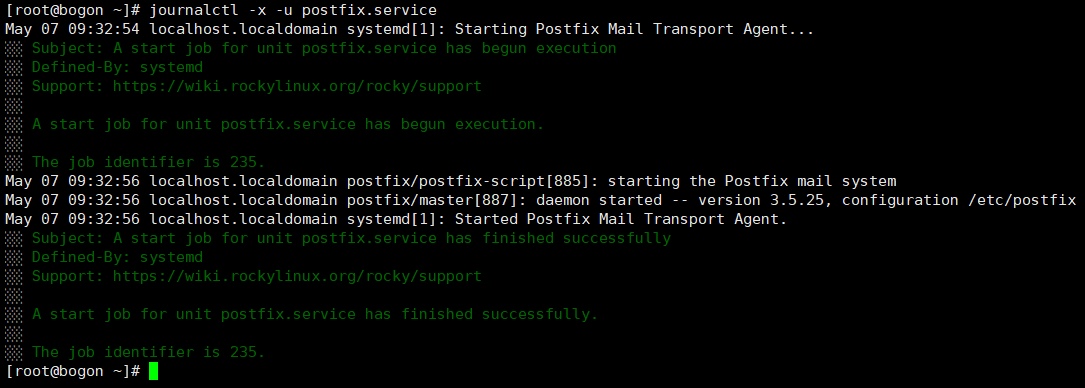 [root@bogon ~]# journalctl -x -u postfix.service
May 07 09:32:54 localhost.localdomain systemd[1]: Starting Postfix Mail Transport Agent...
░░ Subject: A start job for unit postfix.service has begun execution
░░ Defined-By: systemd
░░ Support: https://wiki.rockylinux.org/rocky/support
░░
░░ A start job for unit postfix.service has begun execution.
░░
░░ The job identifier is 235.
May 07 09:32:56 localhost.localdomain postfix/postfix-script[885]: starting the Postfix mail system
May 07 09:32:56 localhost.localdomain postfix/master[887]: daemon started -- version 3.5.25, configuration /etc/postfix
May 07 09:32:56 localhost.localdomain systemd[1]: Started Postfix Mail Transport Agent.
░░ Subject: A start job for unit postfix.service has finished successfully
░░ Defined-By: systemd
░░ Support: https://wiki.rockylinux.org/rocky/support
░░
░░ A start job for unit postfix.service has finished successfully.
░░
░░ The job identifier is 235.
[root@bogon ~]#